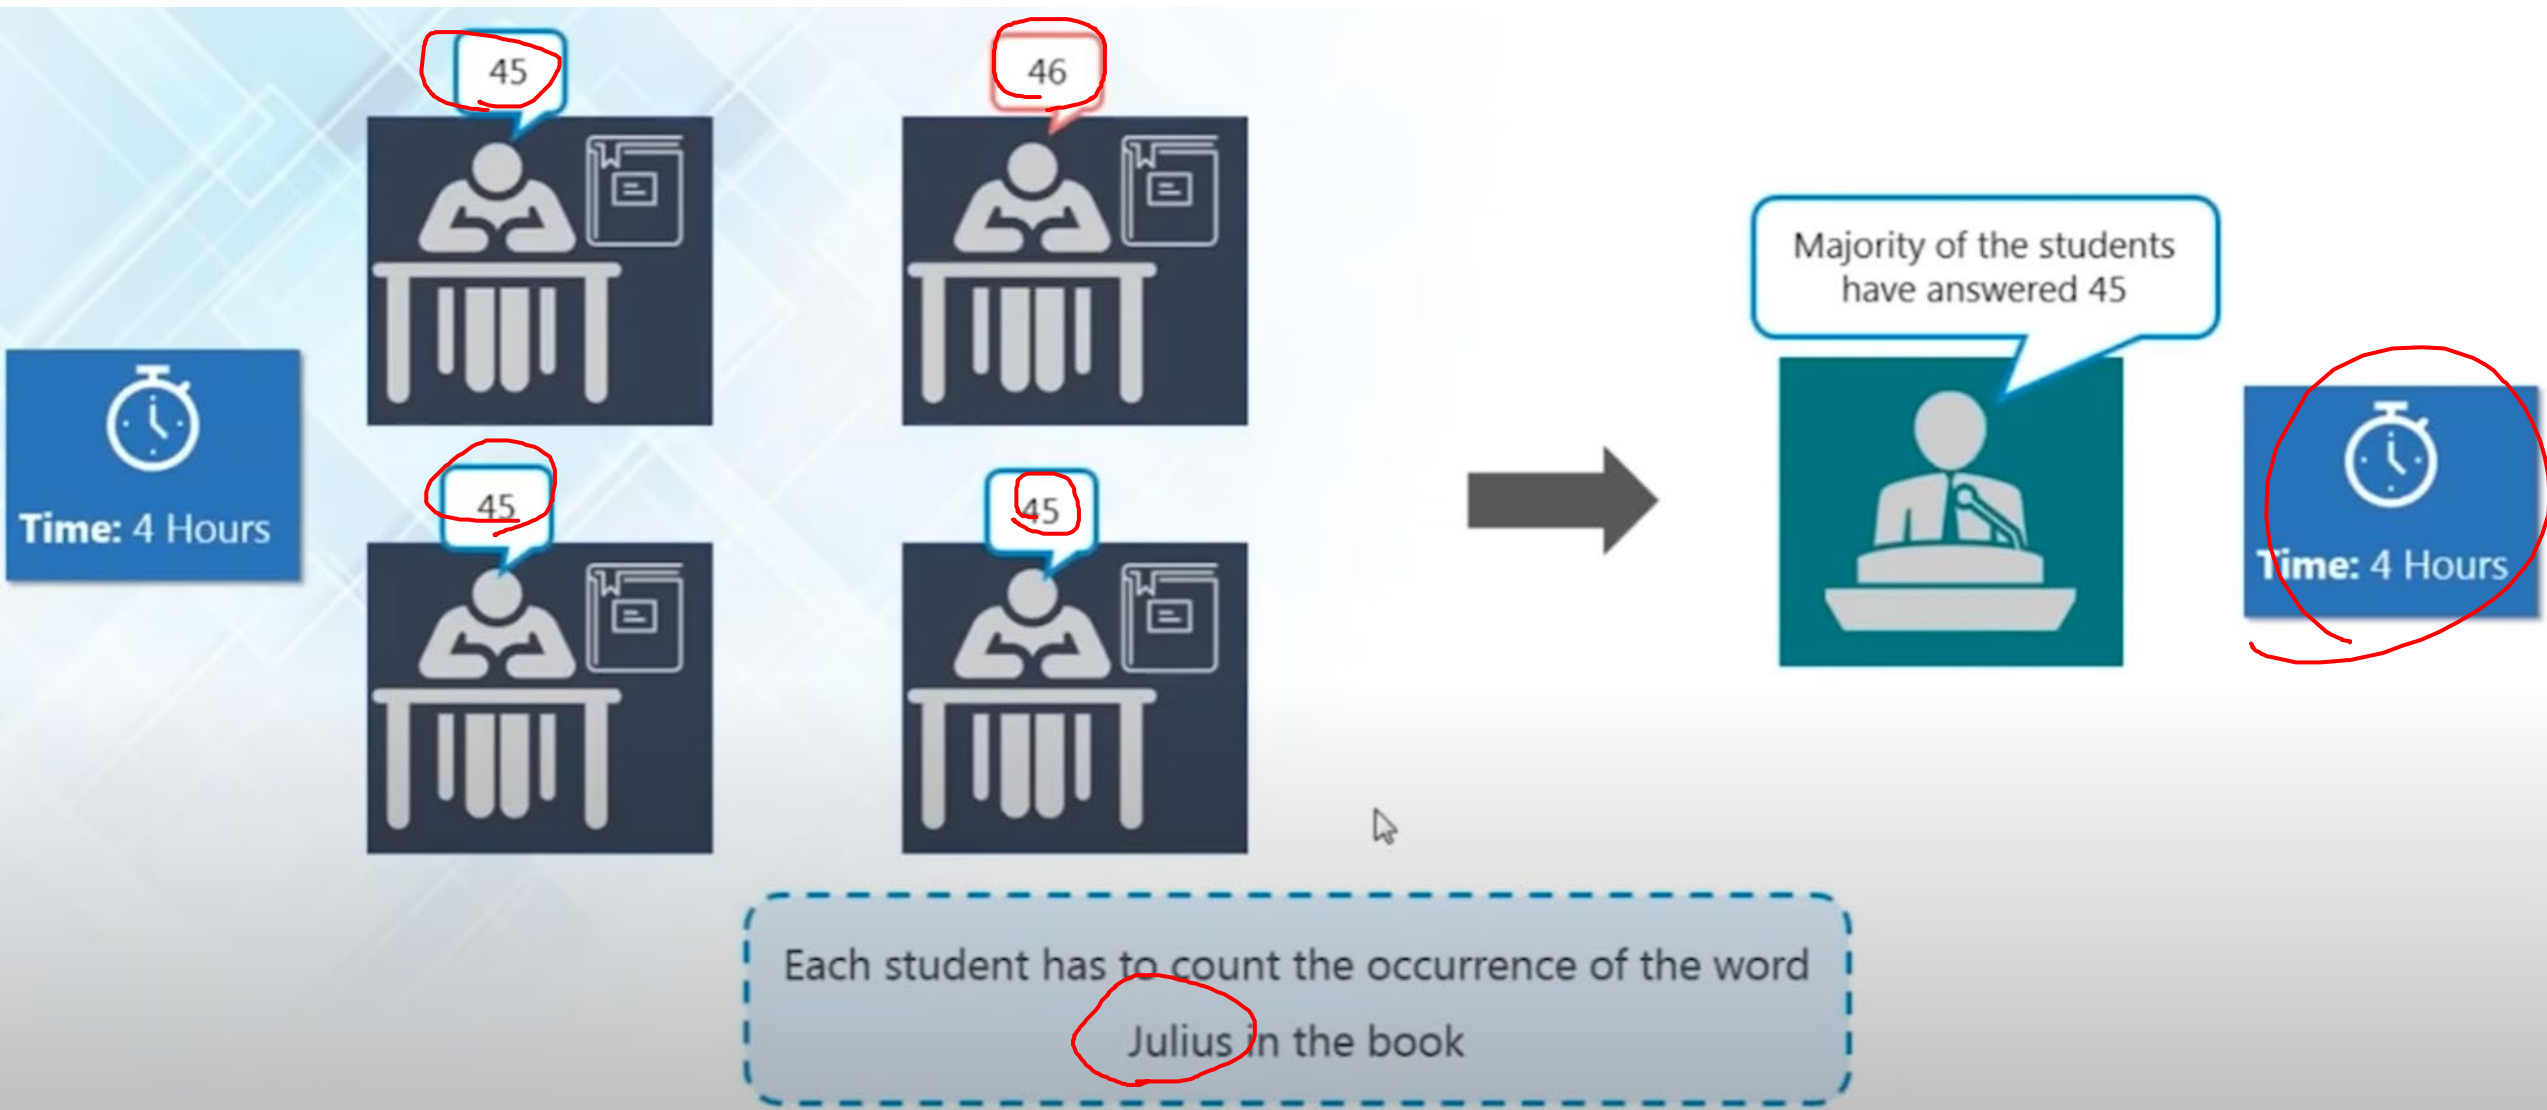 45
46
45
45
Time: 4 Hours
Majority of the students
have answered 45
Time: 4 Hours
Each student has to count the occurrence of the word
Julius in the book